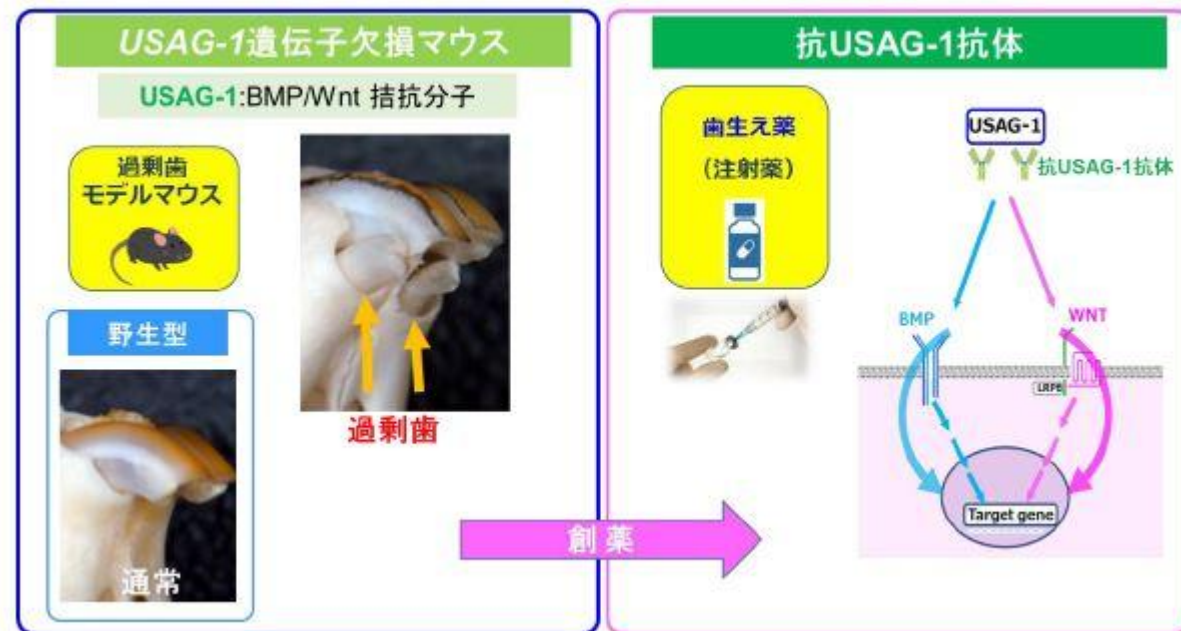 USAG-1遺伝子欠損マウス
USAG-1:BMP/Wnt 拮抗分子
過剰歯
モデルマウス
野生型
通常
過剰歯
創薬
抗USAG-1抗体
歯生え薬
(注射薬)
USAG-1
抗USAG-1抗体
BMP
WNT
LRP6
Target gene